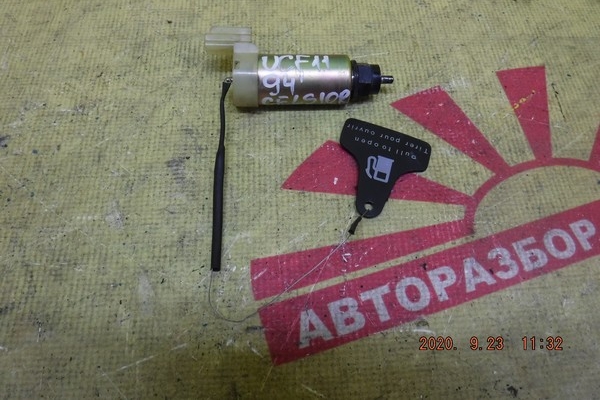 UCF11
94'
CELSIOR
Pull to open
Tirer pour ouvrir
АВТОРАЗБОР
2020. 9.23 11:32